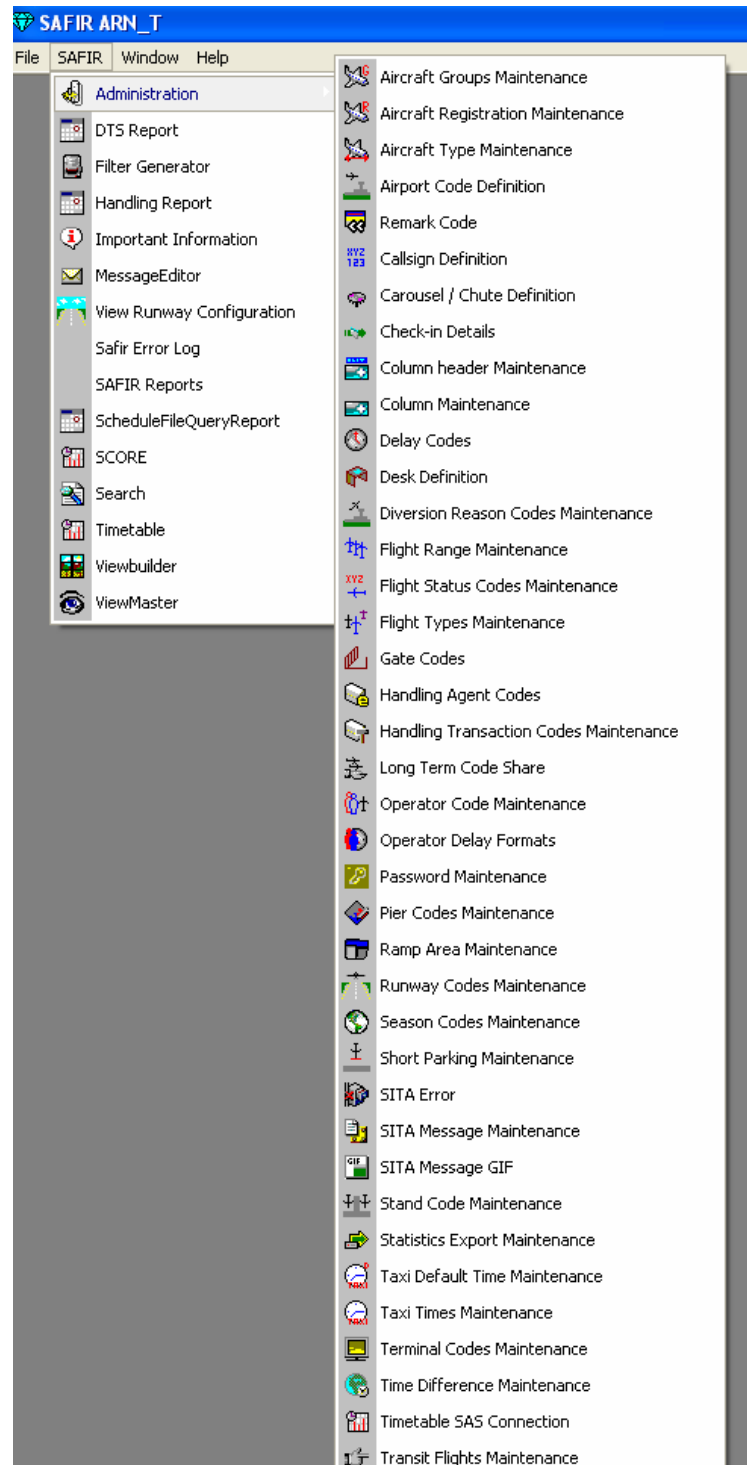 SAFIR ARN_T
File SAFIR Window Help
Administration
DTS Report
Filter Generator
Handling Report
Important Information
MessageEditor
View Runway Configuration
Safir Error Log
SAFIR Reports
ScheduleFileQueryReport
SCORE
Search
Timetable
Viewbuilder
ViewMaster
Aircraft Groups Maintenance
Aircraft Registration Maintenance
Aircraft Type Maintenance
Airport Code Definition
Remark Code
XYZ
123
Callsign Definition
Carousel / Chute Definition
Check-in Details
Column header Maintenance
Column Maintenance
Delay Codes
Desk Definition
Diversion Reason Codes Maintenance
Flight Range Maintenance
XYZ
Flight Status Codes Maintenance
Flight Types Maintenance
Gate Codes
Handling Agent Codes
Handling Transaction Codes Maintenance
Long Term Code Share
Operator Code Maintenance
Operator Delay Formats
Password Maintenance
Pier Codes Maintenance
Ramp Area Maintenance
Runway Codes Maintenance
Season Codes Maintenance
Short Parking Maintenance
SITA Error
SITA Message Maintenance
GIF
SITA Message GIF
Stand Code Maintenance
Statistics Export Maintenance
Taxi Default Time Maintenance
Taxi Times Maintenance
Terminal Codes Maintenance
Time Difference Maintenance
Timetable SAS Connection
Transit Flights Maintenance